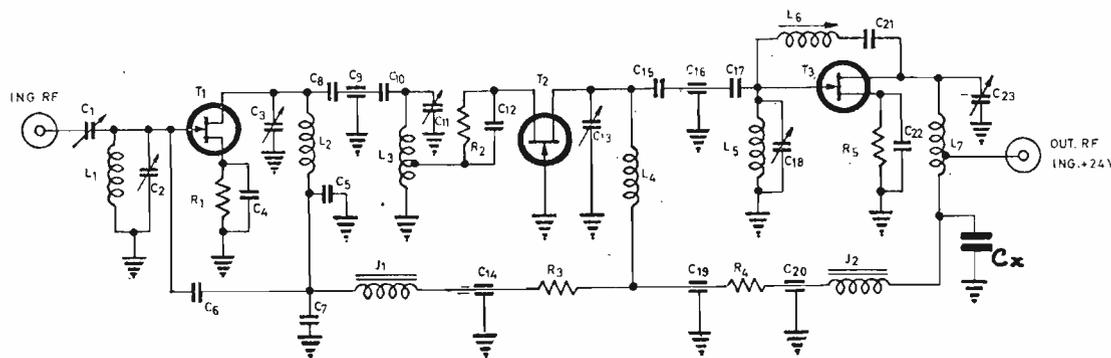 L6
C21
ING RF
C1
T1
C3
C8
C9
C10
C11
C12
T2
C13
C15
C16
C17
T3
C23
L1
C2
L2
L3
R2
L4
L5
C18
R5
C22
L7
OUT. RF
ING.+24V
R1
C4
C5
Cx
C6
C7
J1
C14
R3
C19
R4
C20
J2